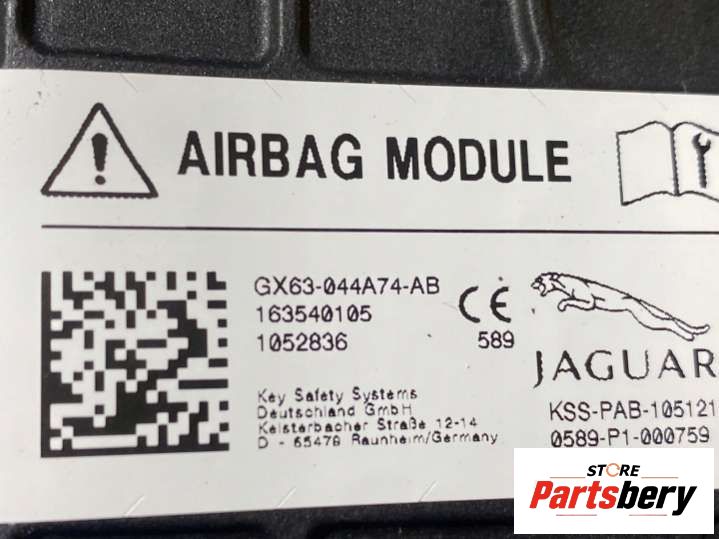 AIRBAG MODULE
GX63-044A74-AB
163540105
1052836
CE
589
JAGUAR
Key Safety Systems
Deutschland GmbH
Kelsterbacher Straße 12-14
D - 65479 Raunheim/Germany
KSS-PAB-105121
0589-P1-000759
STORE
Partsbery